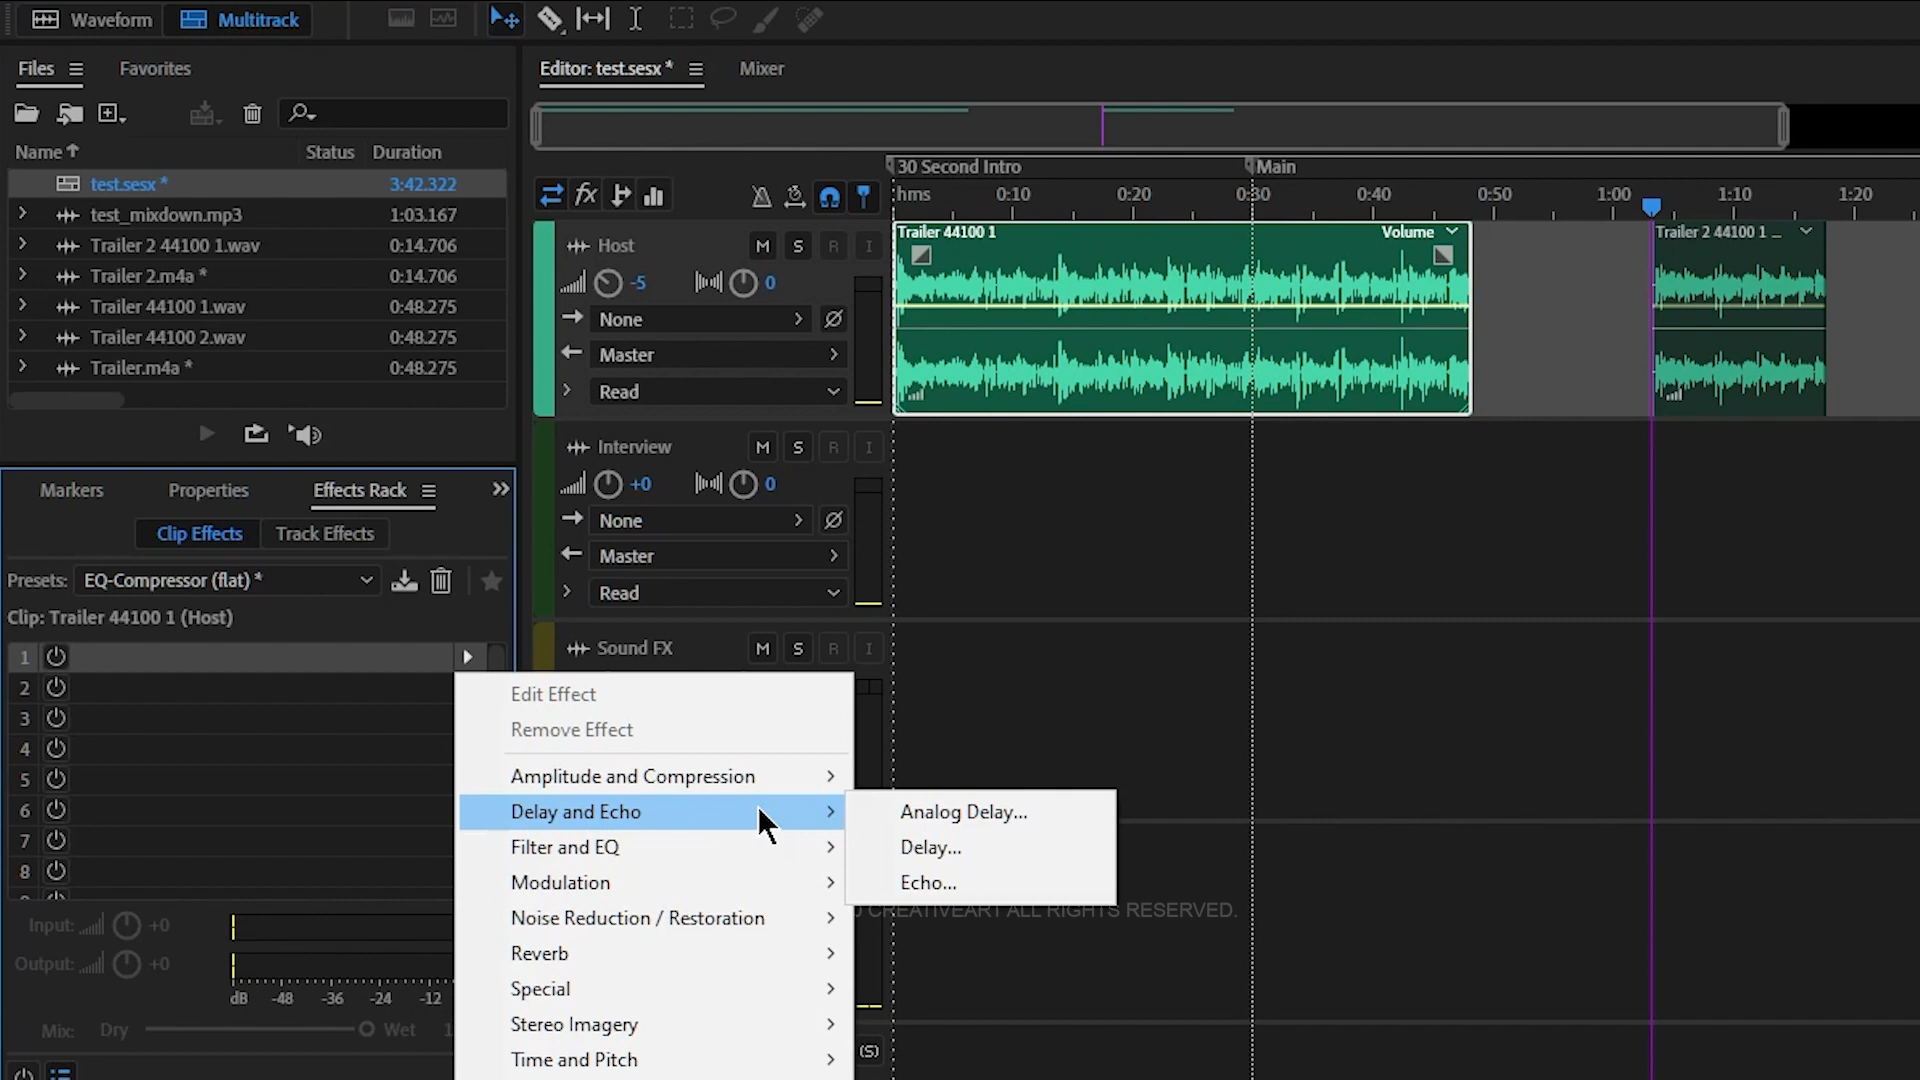 Waveform Multitrack
Files Favorites
Name Status Duration
test.sesx * 3:42.322
test_mixdown.mp3 1:03.167
Trailer 2 44100 1.wav 0:14.706
Trailer 2.m4a * 0:14.706
Trailer 44100 1.wav 0:48.275
Trailer 44100 2.wav 0:48.275
Trailer.m4a * 0:48.275
Markers Properties Effects Rack
Clip Effects Track Effects
Presets: EQ-Compressor (flat) *
Clip: Trailer 44100 1 (Host)
1
2
3
4
5
6
7
8
Input: +0
Output: +0
dB -48 -36 -24 -12
Mix: Dry Wet
Editor: test.sesx * Mixer
30 Second Intro Main
hms 0:10 0:20 0:30 0:40 0:50 1:00 1:10 1:20
fx
Host M S R I
-5 0
None
Master
Read
Trailer 44100 1 Volume
Trailer 2 44100 1 ...
Interview M S R I
+0 0
None
Master
Read
Sound FX M S R I
(S)
Edit Effect
Remove Effect
Amplitude and Compression
Delay and Echo
Filter and EQ
Modulation
Noise Reduction / Restoration
Reverb
Special
Stereo Imagery
Time and Pitch
Analog Delay...
Delay...
Echo...
CREATIVEART ALL RIGHTS RESERVED.